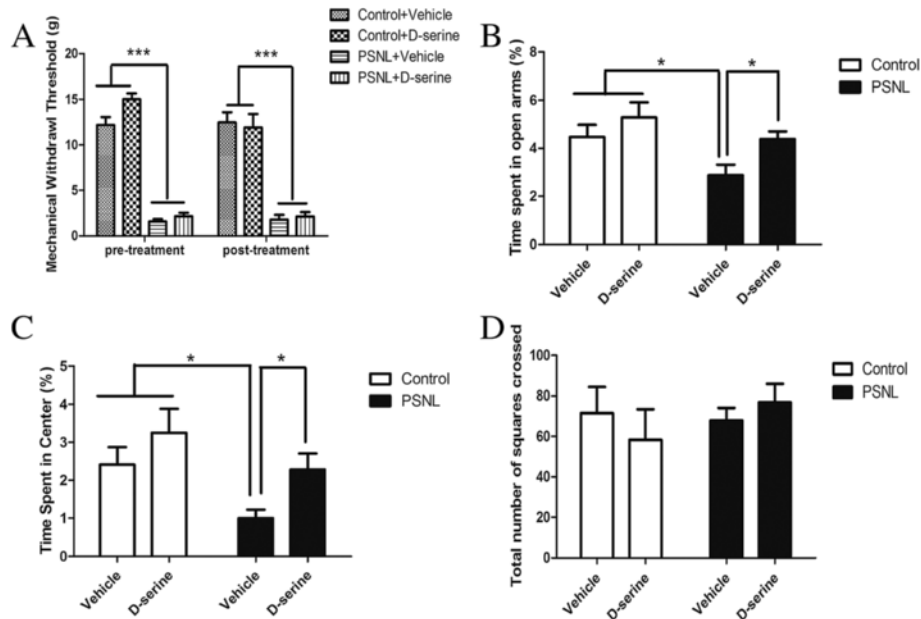 A
Mechanical Withdrawl Threshold (g)
20
15
10
5
0
***
***
pre-treatment
post-treatment
Control+Vehicle
Control+D-serine
PSNL+Vehicle
PSNL+D-serine
B
Time spent in open arms (%)
8
6
4
2
0
*
*
Control
PSNL
Vehicle
D-serine
Vehicle
D-serine
C
Time Spent in Center (%)
5
4
3
2
1
0
*
*
Control
PSNL
Vehicle
D-serine
Vehicle
D-serine
D
Total number of squares crossed
100
80
60
40
20
0
Control
PSNL
Vehicle
D-serine
Vehicle
D-serine